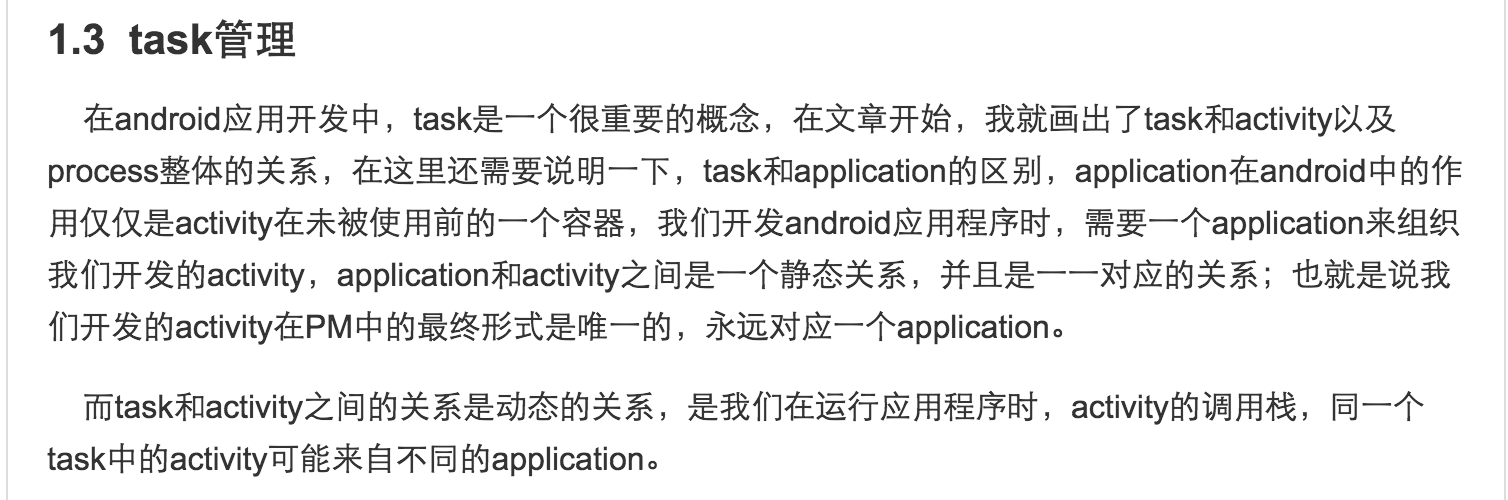 1.3 task管理
在android应用开发中，task是一个很重要的概念，在文章开始，我就画出了task和activity以及
process整体的关系，在这里还需要说明一下，task和application的区别，application在android中的作
用仅仅是activity在未被使用前的一个容器，我们开发android应用程序时，需要一个application来组织
我们开发的activity，application和activity之间是一个静态关系，并且是一一对应的关系；也就是说我
们开发的activity在PM中的最终形式是唯一的，永远对应一个application。
而task和activity之间的关系是动态的关系，是我们在运行应用程序时，activity的调用栈，同一个
task中的activity可能来自不同的application。